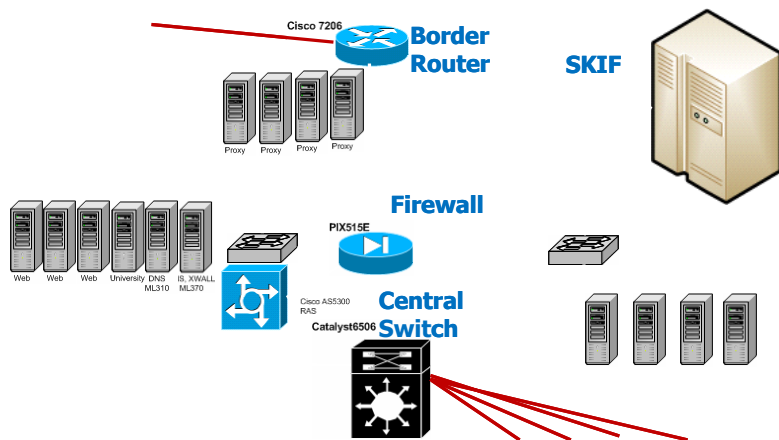 Cisco 7206
Border
Router
SKIF
Proxy
Proxy
Proxy
Proxy
Firewall
PIX515E
Web
Web
Web
University
DNS
ML310
IS, XWALL
ML370
Cisco AS5300
RAS
Central
Switch
Catalyst6506